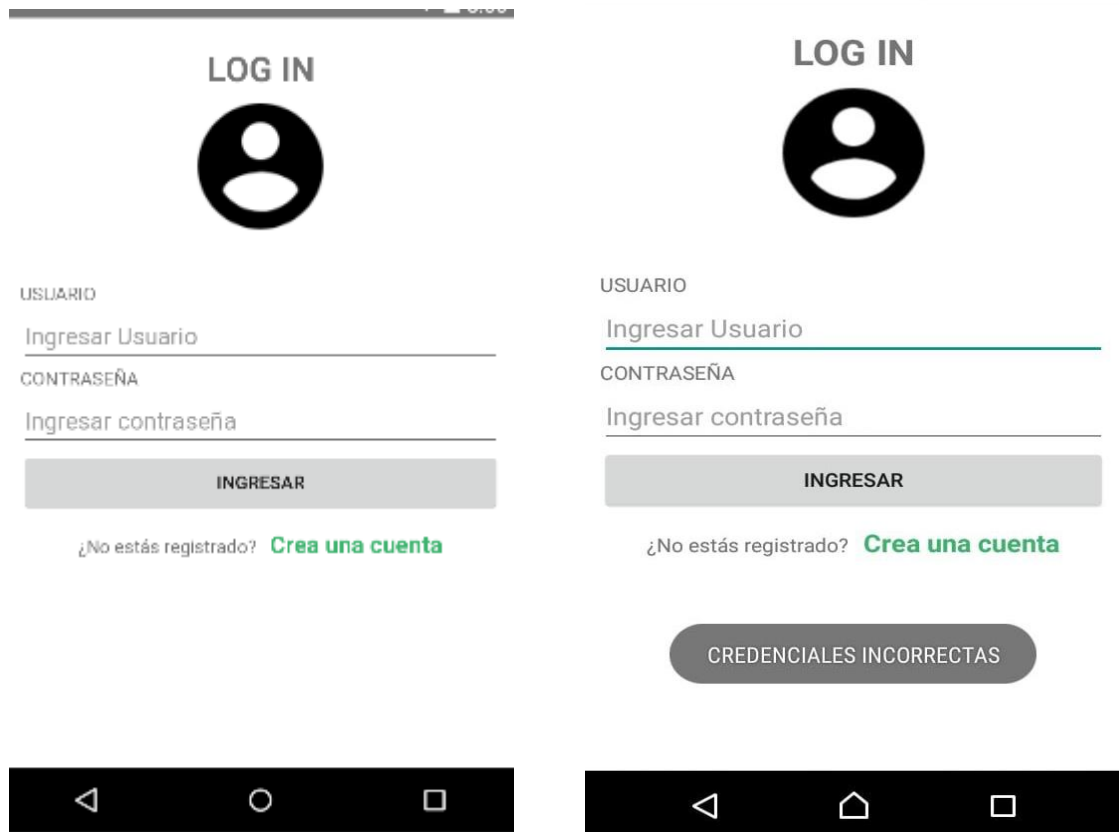 LOG IN
USUARIO
Ingresar Usuario
CONTRASEÑA
Ingresar contraseña
INGRESAR
¿No estás registrado? Crea una cuenta
LOG IN
USUARIO
Ingresar Usuario
CONTRASEÑA
Ingresar contraseña
INGRESAR
¿No estás registrado? Crea una cuenta
CREDENCIALES INCORRECTAS